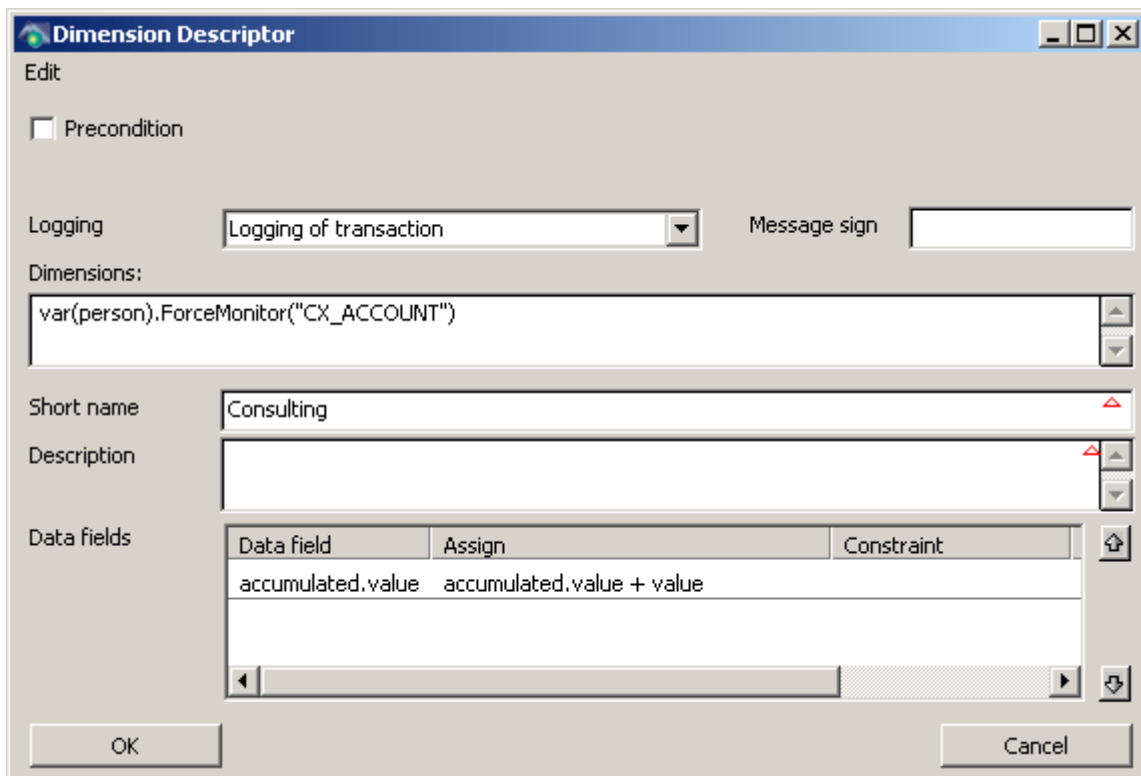 Dimension Descriptor
Edit
Precondition
Logging Logging of transaction Message sign
Dimensions:
var(person).ForceMonitor("CX_ACCOUNT")
Short name Consulting
Description
Data fields Data field Assign Constraint
accumulated.value accumulated.value + value
OK Cancel